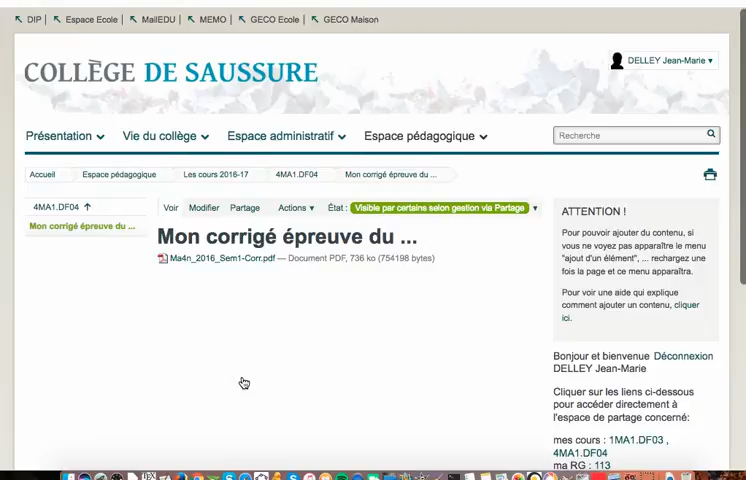 DIP | Espace Ecole | MailEDU | MEMO | GECO Ecole | GECO Maison
COLLÈGE DE SAUSSURE
DELLEY Jean-Marie ▾
Présentation Vie du collège Espace administratif Espace pédagogique
Recherche
Accueil Espace pédagogique Les cours 2016-17 4MA1.DF04 Mon corrigé épreuve du ...
4MA1.DF04
Mon corrigé épreuve du ...
Voir Modifier Partage Actions ▾ État : Visible par certains selon gestion via Partage ▾
Mon corrigé épreuve du ...
Ma4n_2016_Sem1-Corr.pdf — Document PDF, 736 ko (754198 bytes)
ATTENTION !
Pour pouvoir ajouter du contenu, si
vous ne voyez pas apparaître le menu
"ajout d'un élément", ... rechargez une
fois la page et ce menu apparaîtra.
Pour voir une aide qui explique
comment ajouter un contenu, cliquer
ici.
Bonjour et bienvenue Déconnexion
DELLEY Jean-Marie
Cliquer sur les liens ci-dessous
pour accéder directement à
l'espace de partage concerné:
mes cours : 1MA1.DF03 ,
4MA1.DF04
ma RG : 113